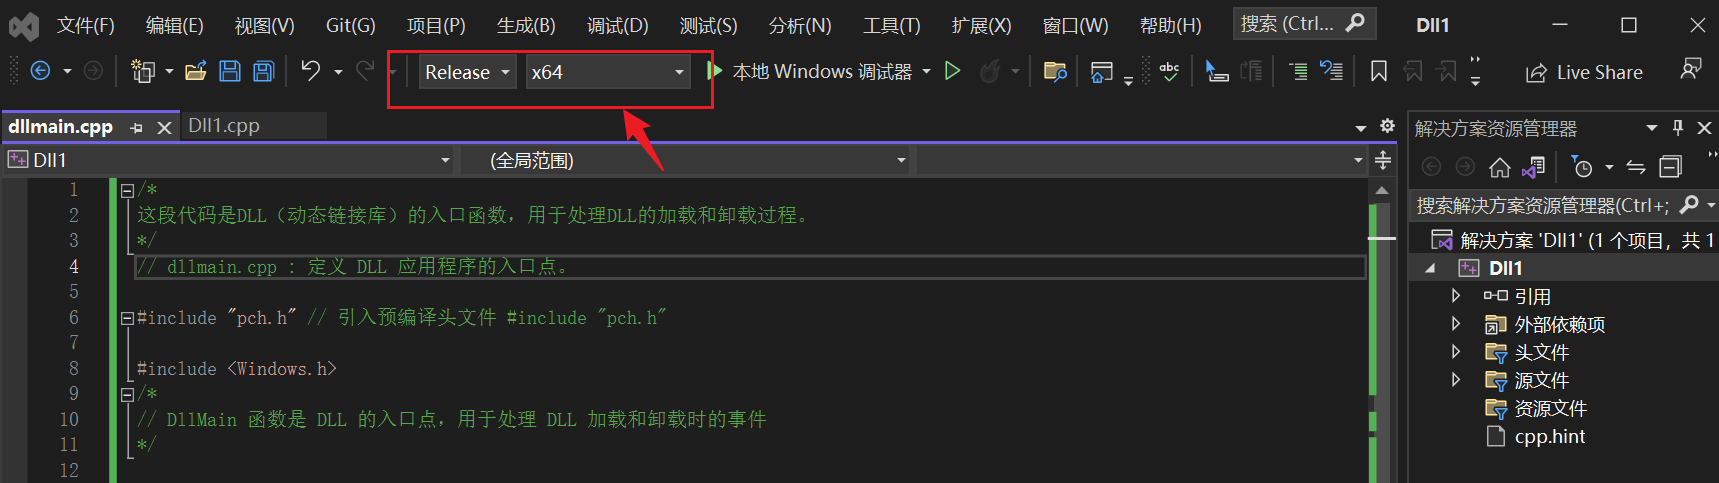 文件(F) 编辑(E) 视图(V) Git(G) 项目(P) 生成(B) 调试(D) 测试(S) 分析(N) 工具(T) 扩展(X) 窗口(W) 帮助(H) 搜索 (Ctrl... Dll1
Release x64 本地 Windows 调试器 abc Live Share
dllmain.cpp Dll1.cpp
解决方案资源管理器
Dll1 (全局范围)
搜索解决方案资源管理器(Ctrl+;
解决方案 'Dll1' (1 个项目，共 1
Dll1
引用
外部依赖项
头文件
源文件
资源文件
cpp.hint
1 /*
2 这段代码是DLL（动态链接库）的入口函数，用于处理DLL的加载和卸载过程。
3 */
4 // dllmain.cpp : 定义 DLL 应用程序的入口点。
5
6 #include "pch.h" // 引入预编译头文件 #include "pch.h"
7
8 #include <Windows.h>
9 /*
10 // DllMain 函数是 DLL 的入口点，用于处理 DLL 加载和卸载时的事件
11 */
12